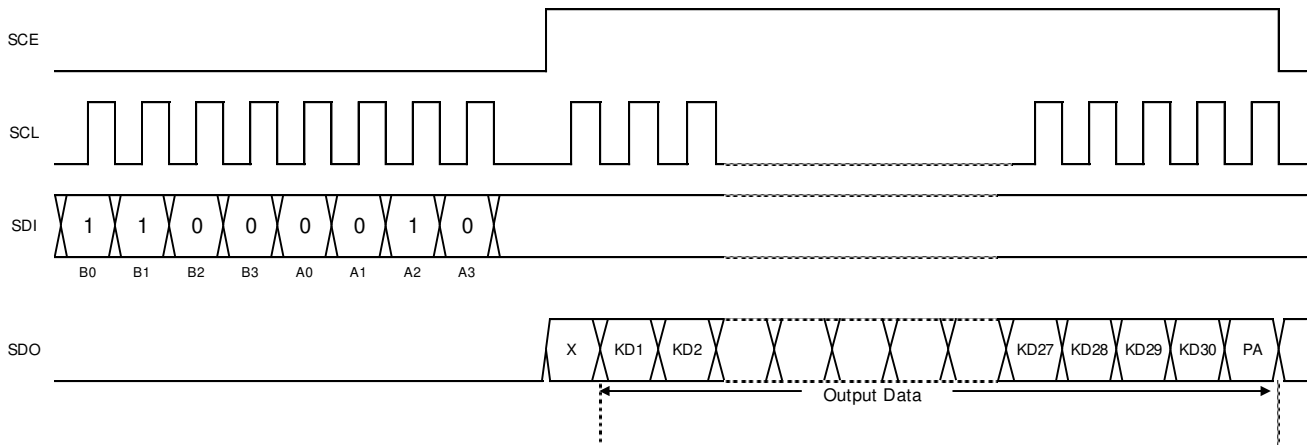 SCE
SCL
SDI 1 1 0 0 0 0 1 0
B0 B1 B2 B3 A0 A1 A2 A3
SDO X KD1 KD2 KD27 KD28 KD29 KD30 PA
Output Data